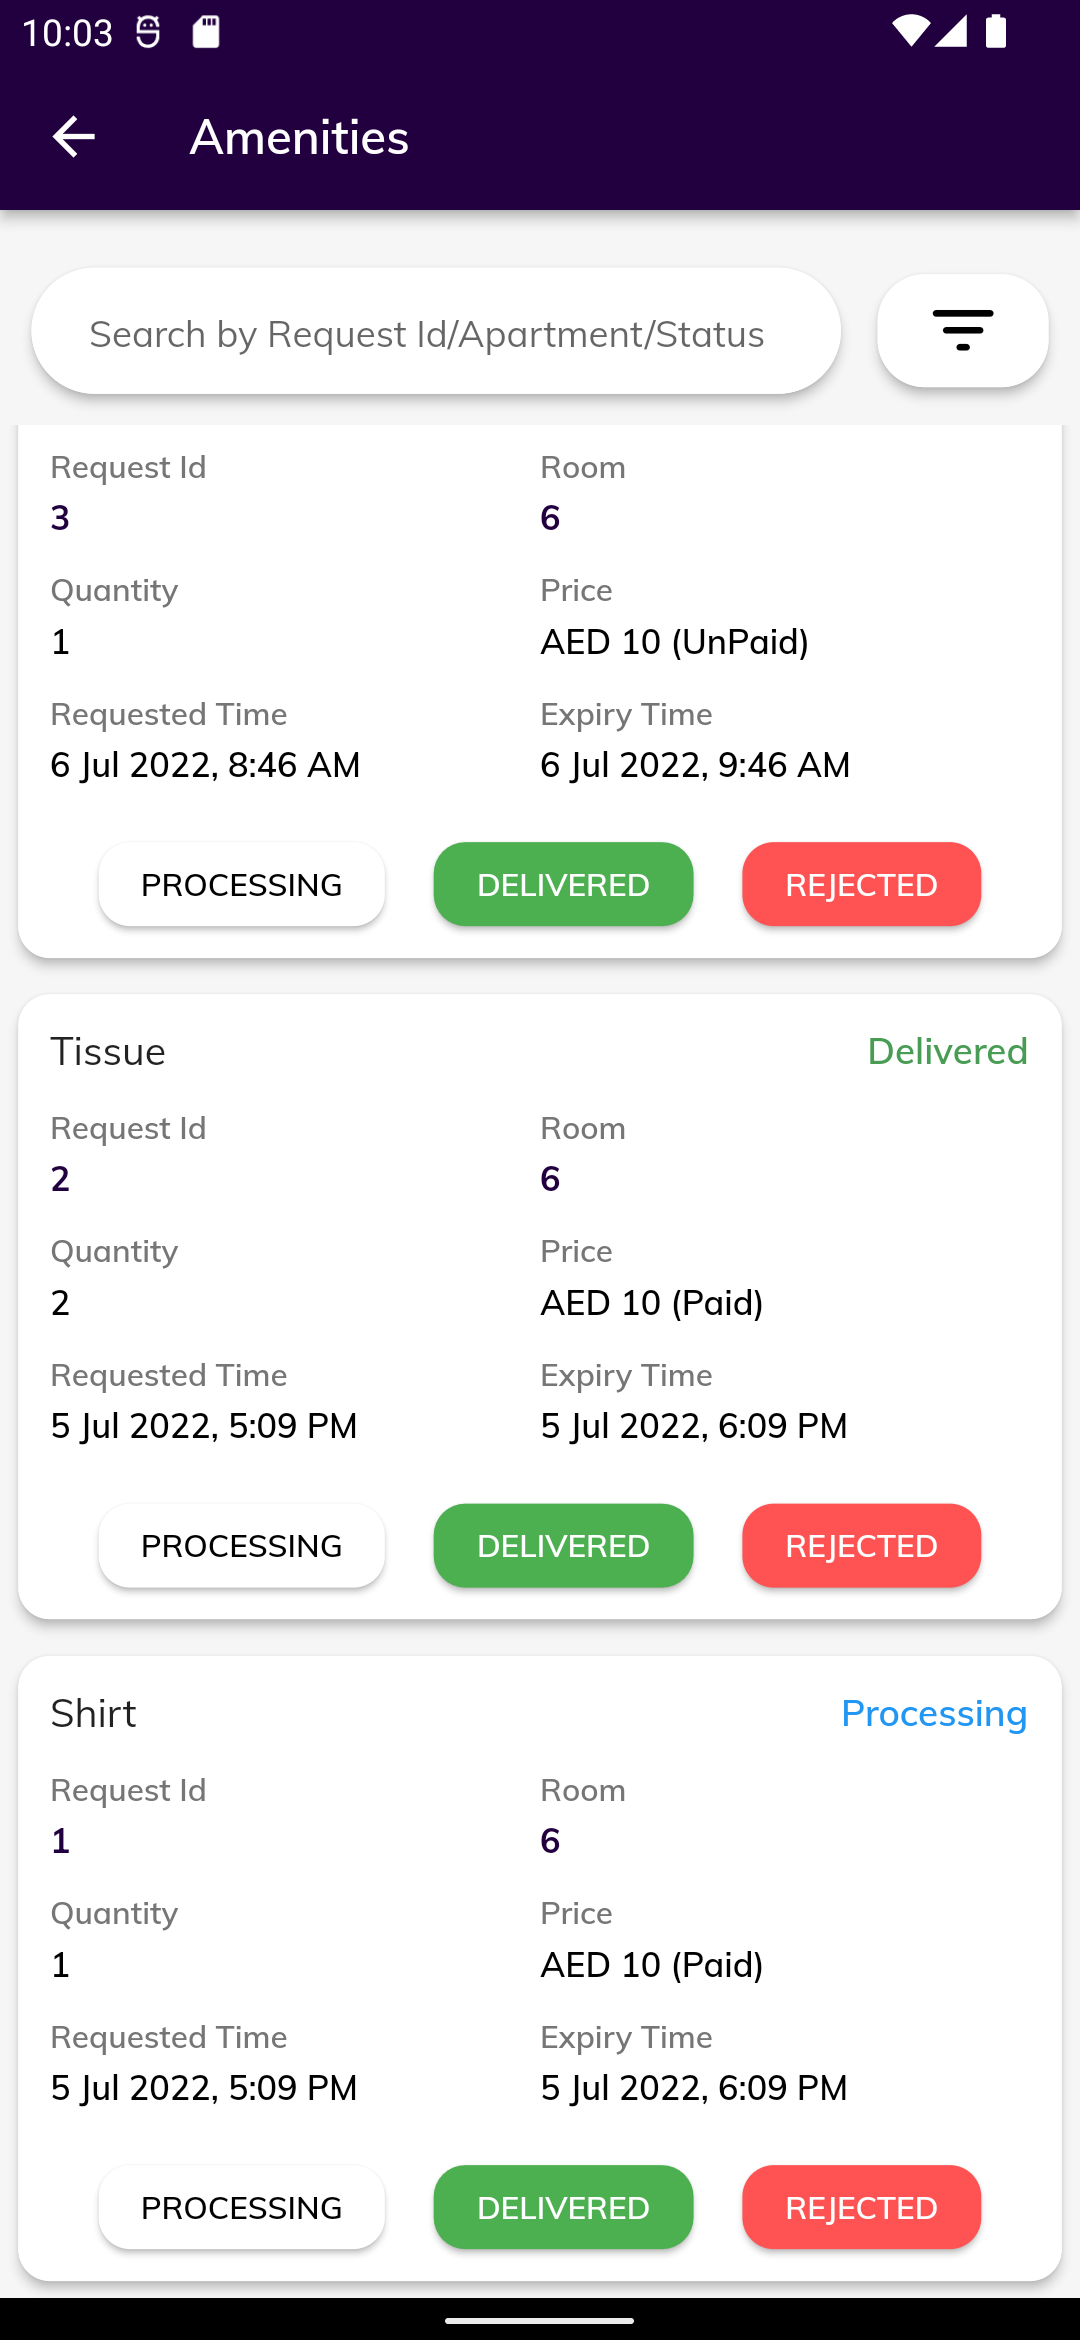 10:03
Amenities
Search by Request Id/Apartment/Status
Request Id Room
3 6
Quantity Price
1 AED 10 (UnPaid)
Requested Time Expiry Time
6 Jul 2022, 8:46 AM 6 Jul 2022, 9:46 AM
PROCESSING DELIVERED REJECTED
Tissue Delivered
Request Id Room
2 6
Quantity Price
2 AED 10 (Paid)
Requested Time Expiry Time
5 Jul 2022, 5:09 PM 5 Jul 2022, 6:09 PM
PROCESSING DELIVERED REJECTED
Shirt Processing
Request Id Room
1 6
Quantity Price
1 AED 10 (Paid)
Requested Time Expiry Time
5 Jul 2022, 5:09 PM 5 Jul 2022, 6:09 PM
PROCESSING DELIVERED REJECTED